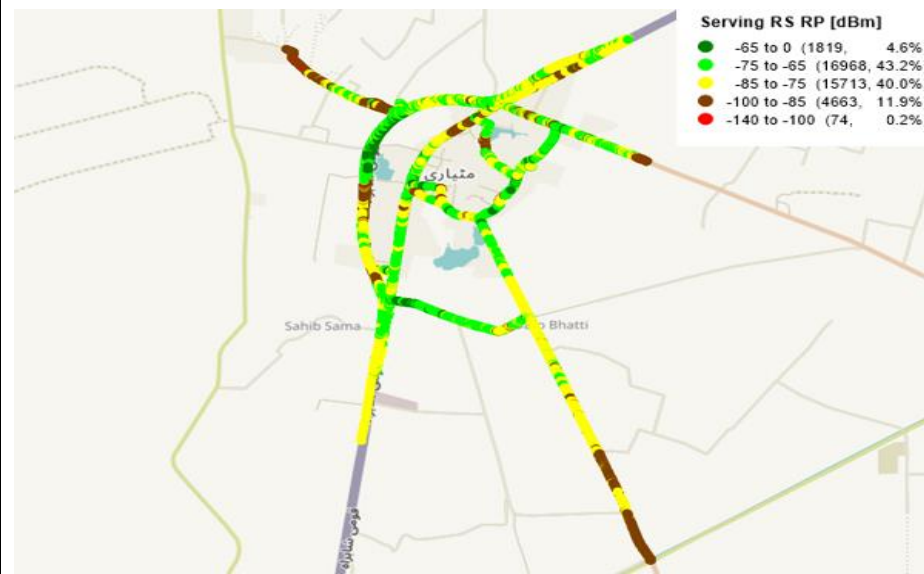 Serving RS RP [dBm]
-65 to 0 (1819, 4.6%
-75 to -65 (16968, 43.2%
-85 to -75 (15713, 40.0%
-100 to -85 (4663, 11.9%
-140 to -100 (74, 0.2%
مٹیاری
Sahib Sama
Bhatti
قومی شاہراہ